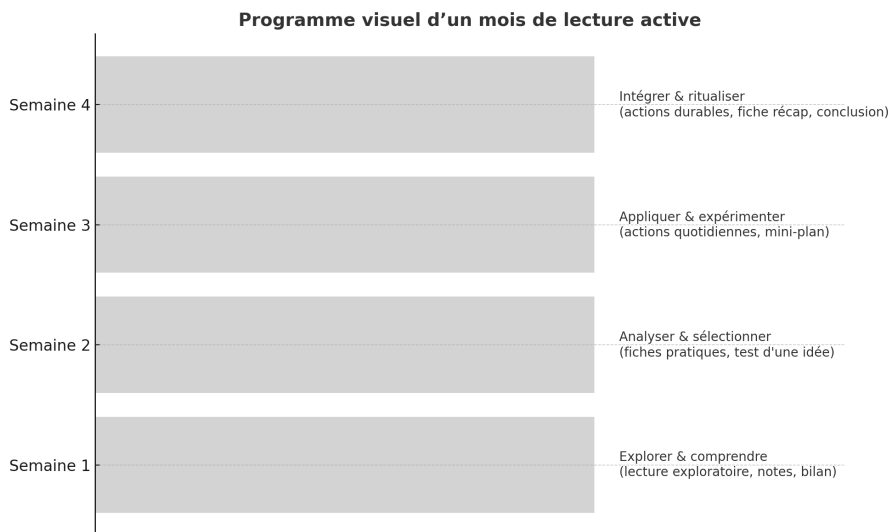 Programme visuel d’un mois de lecture active
Semaine 4
Intégrer & ritualiser
(actions durables, fiche récap, conclusion)
Semaine 3
Appliquer & expérimenter
(actions quotidiennes, mini-plan)
Semaine 2
Analyser & sélectionner
(fiches pratiques, test d'une idée)
Semaine 1
Explorer & comprendre
(lecture exploratoire, notes, bilan)